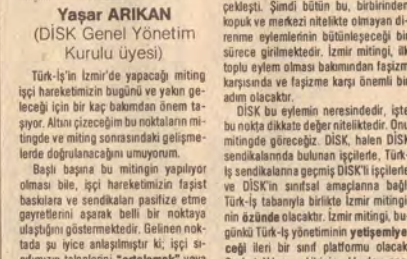 Yaşar ARIKAN
(DİSK Genel Yönetim
Kurulu üyesi)
Türk-İş'in İzmir'de yapacağı miting
işçi hareketimizin bugünü ve yakın ge-
leceği için bir kaç bakımdan önem ta-
şıyor. Altını çizeceğim bu noktaların mi-
tingde ve miting sonrasındaki gelişme-
lerde doğrulanacağını umuyorum.
Başlı başına bu mitingin yapılıyor
olması bile, işçi hareketimizin faşist
baskılara ve sendikaları pasifize etme
gayretlerini aşarak belli bir noktaya
ulaştığını göstermektedir. Gelinen nok-
tada şu iyice anlaşılmıştır ki; işçi sı-
çekleşti. Şimdi bütün bu, birbirinden
kopuk ve merkezi nitelikte olmayan di-
renme eylemlerinin bütünleşeceği bir
sürece girilmektedir. İzmir mitingi, ilk
toplu eylem olması bakımından faşizm
karşısında ve faşizme karşı önemli bir
adım olacaktır.
DİSK bu eylemin neresindedir, işte
bu nokta dikkate değer niteliktedir. Onu
mitingde göreceğiz. DİSK, halen DİSK
sendikalarında bulunan işçilerle, Türk-
İş sendikalarına geçmiş DİSK'li işçilerle
ve DİSK'in sınıfsal amaçlarına bağlı
Türk-İş tabanıyla birlikte İzmir mitingi-
nin özünde olacaktır. İzmir mitingi, bu-
günkü Türk-İş yönetiminin yetişemiye-
ceği ileri bir sınıf platformu olacak